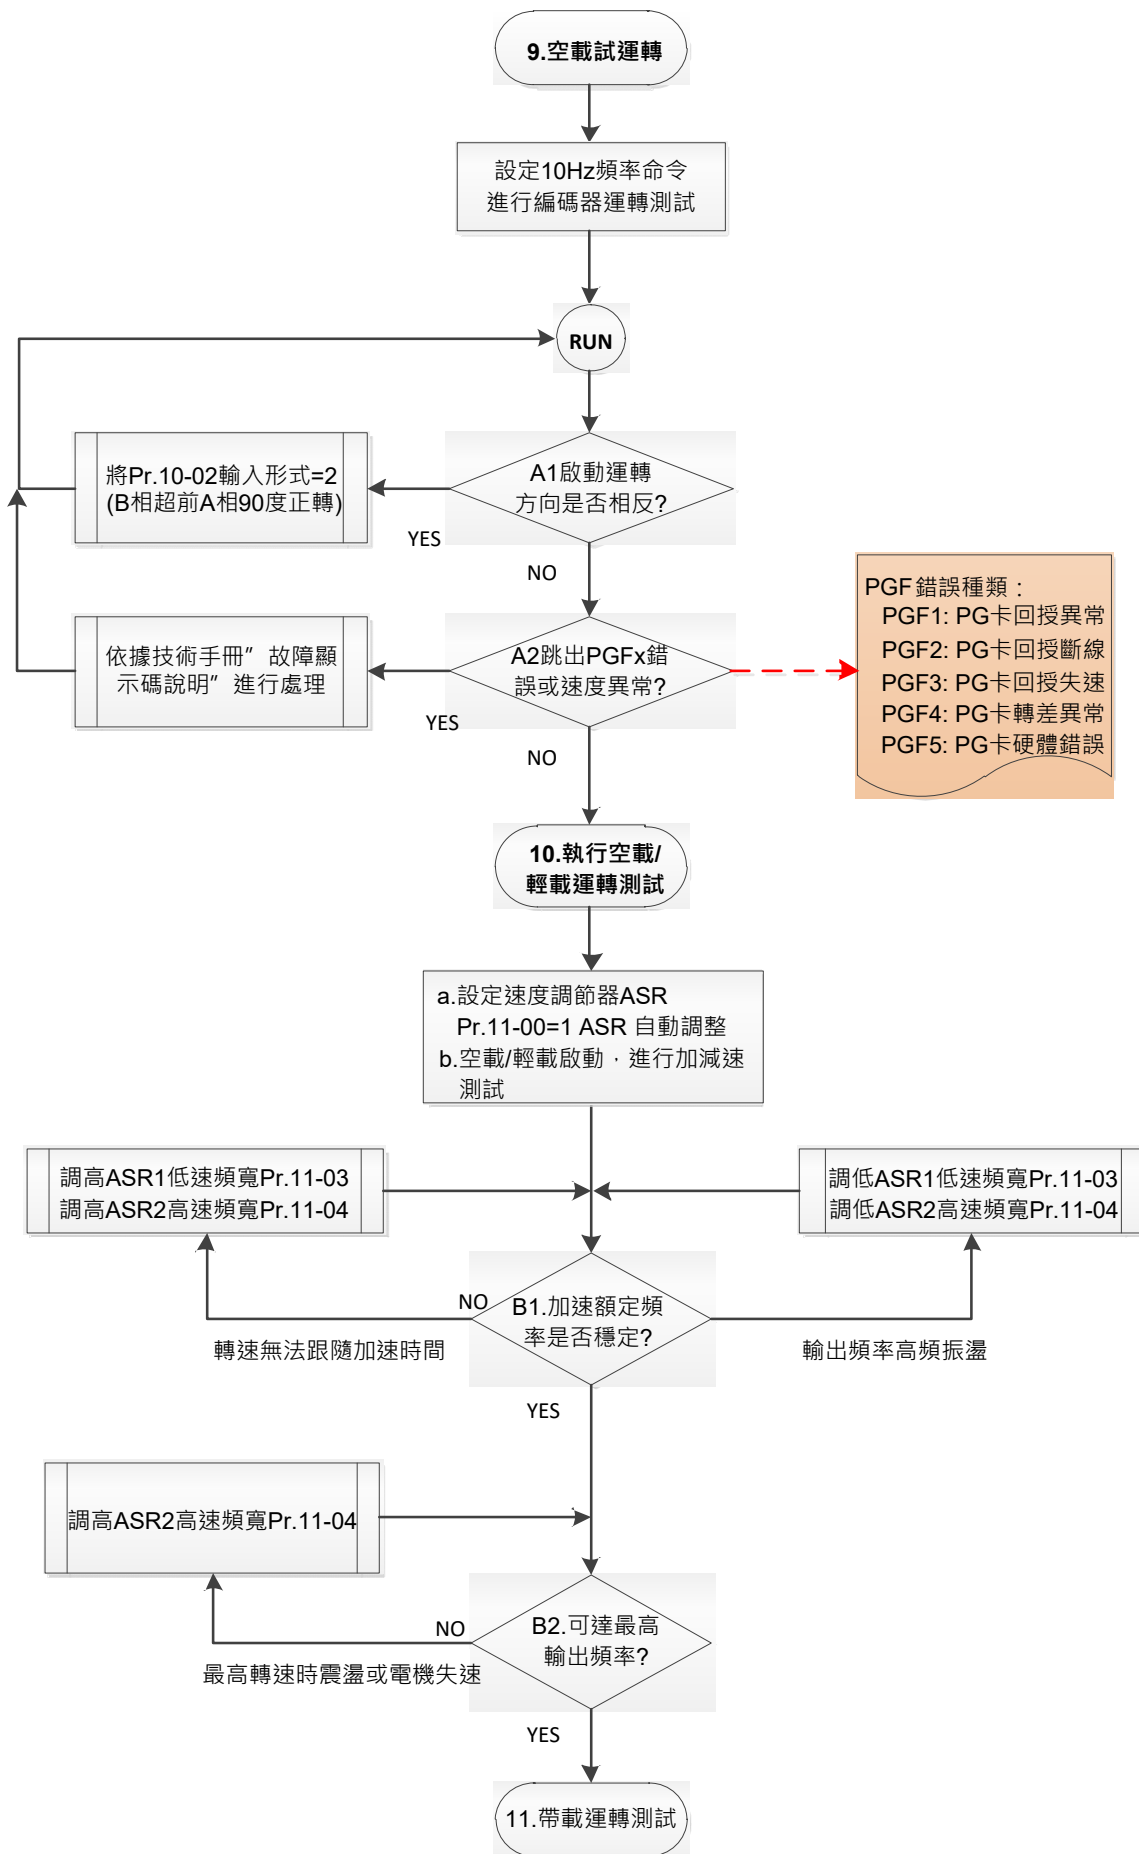 9.空載試運轉
設定10Hz頻率命令
進行編碼器運轉測試
RUN
A1啟動運轉
方向是否相反?
YES
將Pr.10-02輸入形式=2
(B相超前A相90度正轉)
NO
A2跳出PGFx錯
誤或速度異常?
YES
依據技術手冊”故障顯
示碼說明”進行處理
PGF錯誤種類：
PGF1: PG卡回授異常
PGF2: PG卡回授斷線
PGF3: PG卡回授失速
PGF4: PG卡轉差異常
PGF5: PG卡硬體錯誤
NO
10.執行空載/
輕載運轉測試
a.設定速度調節器ASR
Pr.11-00=1 ASR 自動調整
b.空載/輕載啟動，進行加減速
測試
調高ASR1低速頻寬Pr.11-03
調高ASR2高速頻寬Pr.11-04
調低ASR1低速頻寬Pr.11-03
調低ASR2高速頻寬Pr.11-04
NO
B1.加速額定頻
率是否穩定?
轉速無法跟隨加速時間
輸出頻率高頻振盪
YES
調高ASR2高速頻寬Pr.11-04
NO
B2.可達最高
輸出頻率?
最高轉速時震盪或電機失速
YES
11.帶載運轉測試